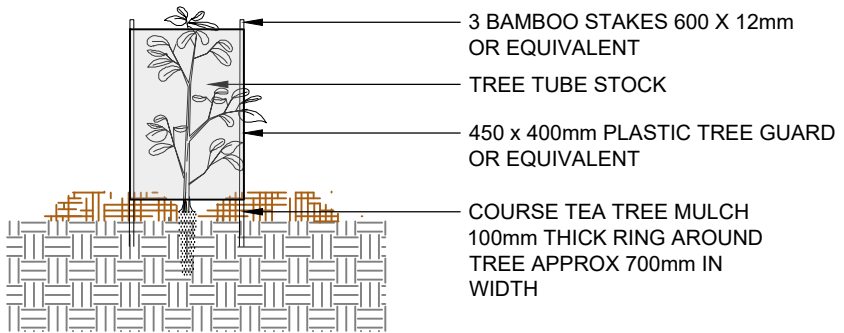 3 BAMBOO STAKES 600 X 12mm
OR EQUIVALENT
TREE TUBE STOCK
450 x 400mm PLASTIC TREE GUARD
OR EQUIVALENT
COURSE TEA TREE MULCH
100mm THICK RING AROUND
TREE APPROX 700mm IN
WIDTH